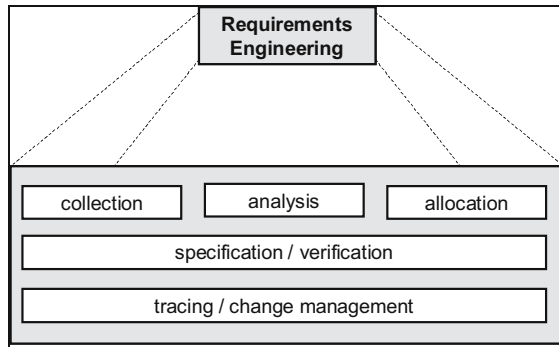 Requirements
Engineering
collection
analysis
allocation
specification / verification
tracing / change management